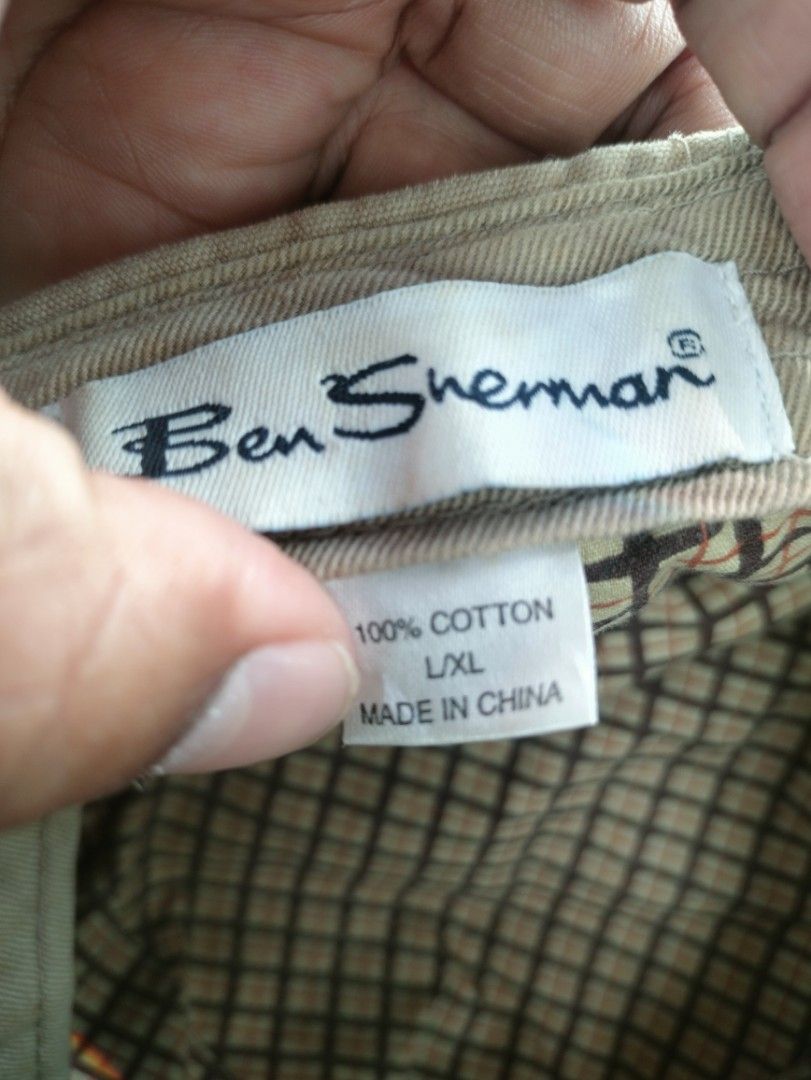 Ben Sherman®
100% COTTON
L/XL
MADE IN CHINA